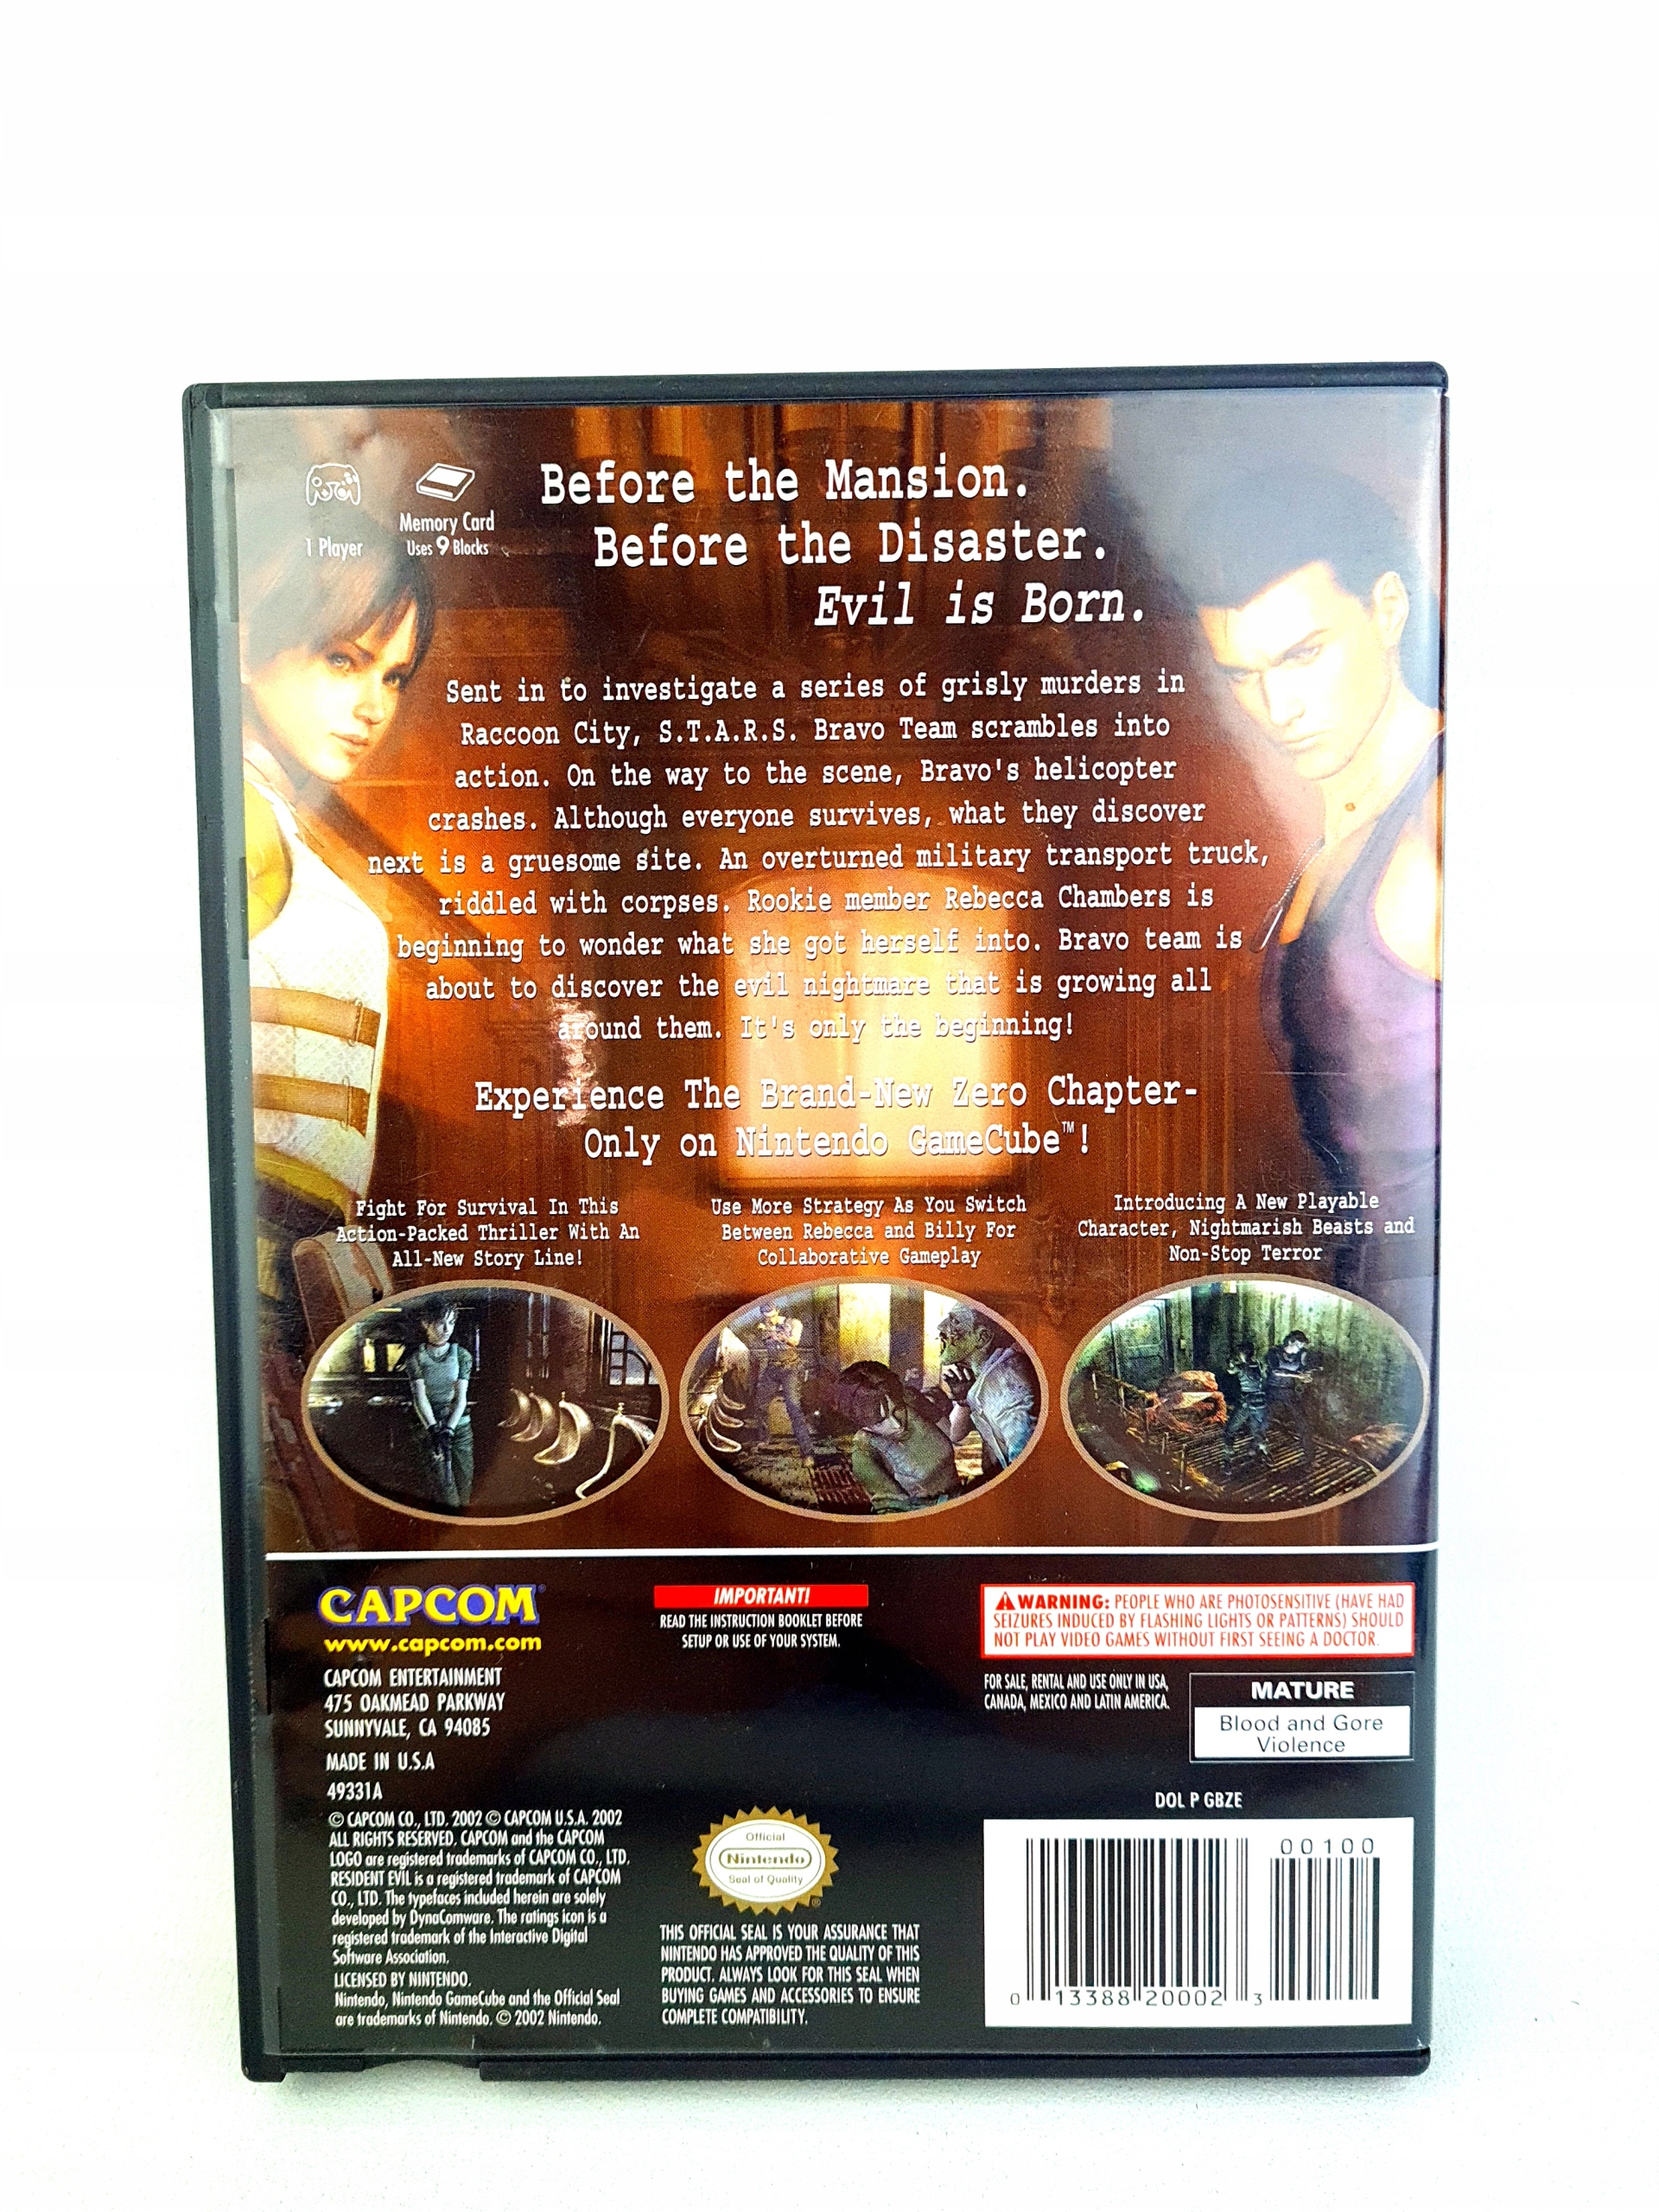 1 Player
Memory Card
Uses 9 Blocks
Before the Mansion.
Before the Disaster.
Evil is Born.
Sent in to investigate a series of grisly murders in
Raccoon City, S.T.A.R.S. Bravo Team scrambles into
action. On the way to the scene, Bravo's helicopter
crashes. Although everyone survives, what they discover
next is a gruesome site. An overturned military transport truck,
riddled with corpses. Rookie member Rebecca Chambers is
beginning to wonder what she got herself into. Bravo team is
about to discover the evil nightmare that is growing all
around them. It's only the beginning!
Experience The Brand-New Zero Chapter-
Only on Nintendo GameCube™!
Fight For Survival In This
Action-Packed Thriller With An
All-New Story Line!
Use More Strategy As You Switch
Between Rebecca and Billy For
Collaborative Gameplay
Introducing A New Playable
Character, Nightmarish Beasts and
Non-Stop Terror
CAPCOM®
www.capcom.com
CAPCOM ENTERTAINMENT
475 OAKMEAD PARKWAY
SUNNYVALE, CA 94085
MADE IN U.S.A
49331A
© CAPCOM CO., LTD. 2002 © CAPCOM U.S.A. 2002
ALL RIGHTS RESERVED. CAPCOM and the CAPCOM
LOGO are registered trademarks of CAPCOM CO., LTD.
RESIDENT EVIL is a registered trademark of CAPCOM
CO., LTD. The typefaces included herein are solely
developed by DynaComware. The ratings icon is a
registered trademark of the Interactive Digital
Software Association.
LICENSED BY NINTENDO.
Nintendo, Nintendo GameCube and the Official Seal
are trademarks of Nintendo. © 2002 Nintendo.
IMPORTANT!
READ THE INSTRUCTION BOOKLET BEFORE
SETUP OR USE OF YOUR SYSTEM.
Official
Nintendo
Seal of Quality
®
THIS OFFICIAL SEAL IS YOUR ASSURANCE THAT
NINTENDO HAS APPROVED THE QUALITY OF THIS
PRODUCT. ALWAYS LOOK FOR THIS SEAL WHEN
BUYING GAMES AND ACCESSORIES TO ENSURE
COMPLETE COMPATIBILITY.
WARNING: PEOPLE WHO ARE PHOTOSENSITIVE (HAVE HAD
SEIZURES INDUCED BY FLASHING LIGHTS OR PATTERNS) SHOULD
NOT PLAY VIDEO GAMES WITHOUT FIRST SEEING A DOCTOR.
FOR SALE, RENTAL AND USE ONLY IN USA,
CANADA, MEXICO AND LATIN AMERICA.
MATURE
Blood and Gore
Violence
DOL P GBZE
00100
0 13388 20002 3